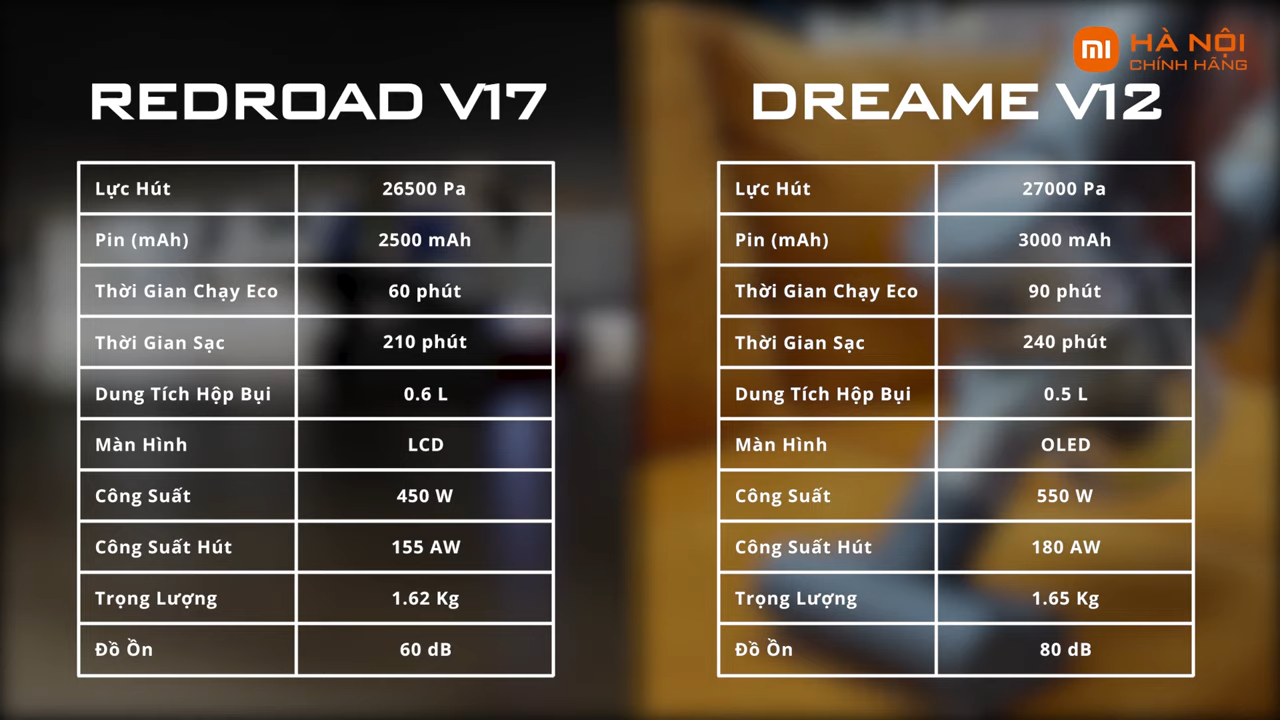 mi HÀ NỘI
CHÍNH HÃNG
REDROAD V17
Lực Hút 26500 Pa
Pin (mAh) 2500 mAh
Thời Gian Chạy Eco 60 phút
Thời Gian Sạc 210 phút
Dung Tích Hộp Bụi 0.6 L
Màn Hình LCD
Công Suất 450 W
Công Suất Hút 155 AW
Trọng Lượng 1.62 Kg
Đồ Ồn 60 dB
DREAME V12
Lực Hút 27000 Pa
Pin (mAh) 3000 mAh
Thời Gian Chạy Eco 90 phút
Thời Gian Sạc 240 phút
Dung Tích Hộp Bụi 0.5 L
Màn Hình OLED
Công Suất 550 W
Công Suất Hút 180 AW
Trọng Lượng 1.65 Kg
Đồ Ồn 80 dB